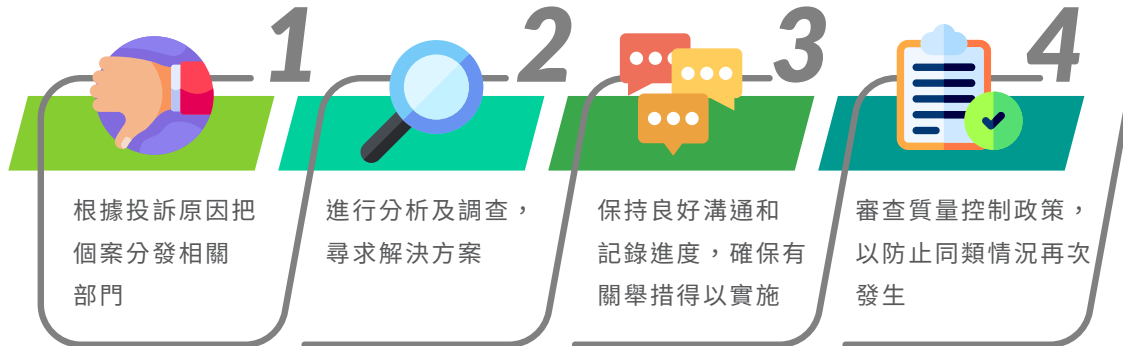 1
根據投訴原因把
個案分發相關
部門
2
進行分析及調查，
尋求解決方案
3
保持良好溝通和
記錄進度，確保有
關舉措得以實施
4
審查質量控制政策，
以防止同類情況再次
發生